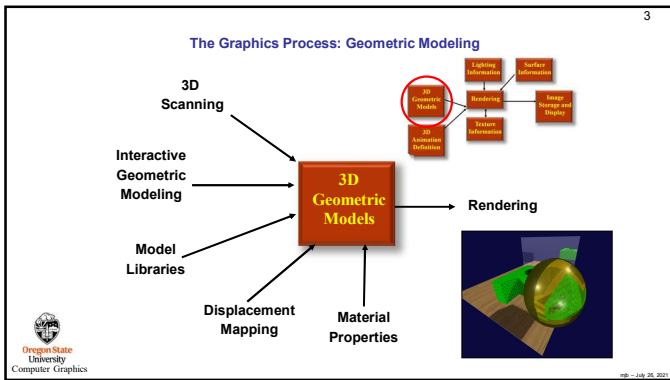 3
The Graphics Process: Geometric Modeling
3D
Scanning
Interactive
Geometric
Modeling
Model
Libraries
Displacement
Mapping
Material
Properties
3D
Geometric
Models
Rendering
Lighting
Information
Surface
Information
3D
Geometric
Models
Rendering
Image
Storage and
Display
3D
Animation
Definition
Texture
Information
Oregon State
University
Computer Graphics
mjb – July 26, 2021